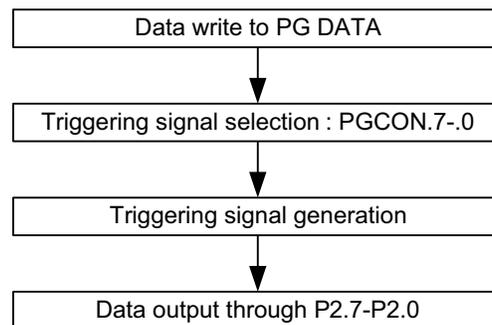 Data write to PG DATA
Triggering signal selection : PGCON.7-.0
Triggering signal generation
Data output through P2.7-P2.0